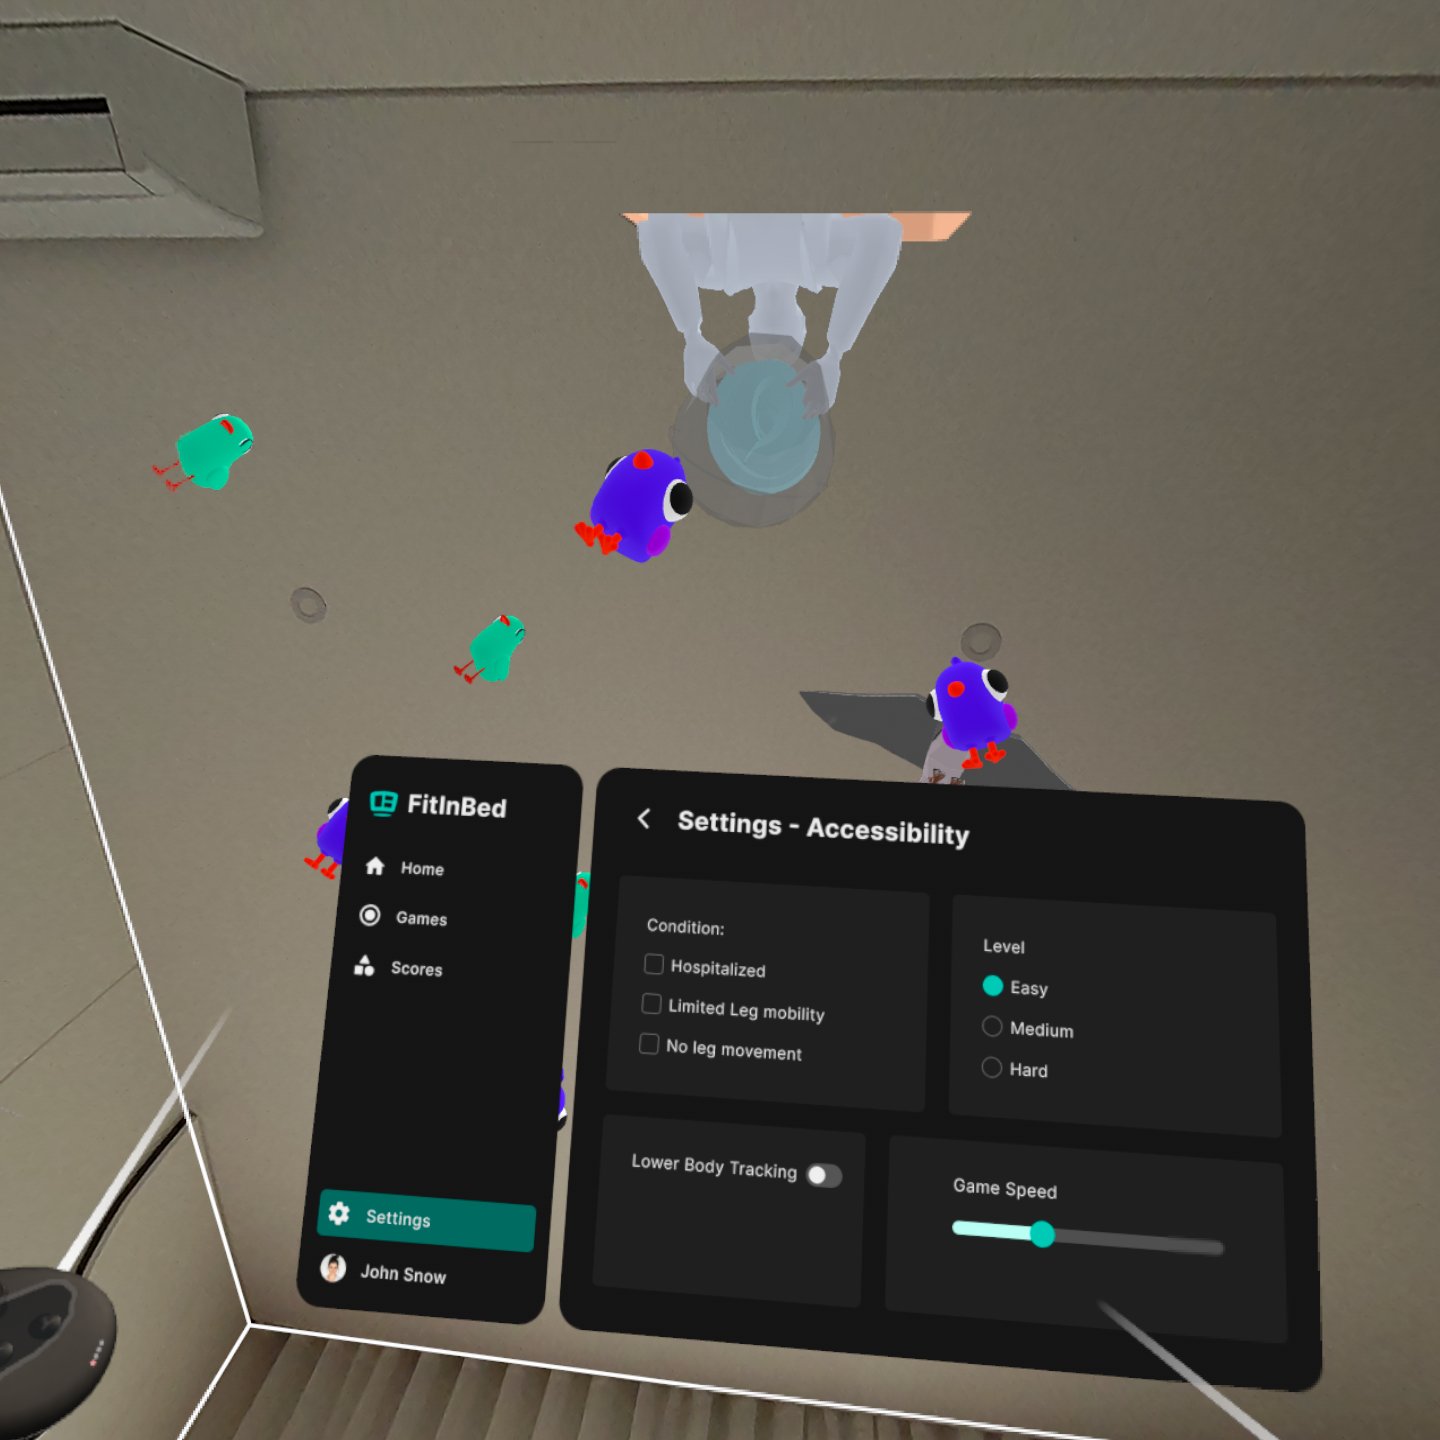 FitInBed
Home
Games
Scores
Settings
John Snow
Settings - Accessibility
Condition:
Hospitalized
Limited Leg mobility
No leg movement
Level
Easy
Medium
Hard
Lower Body Tracking
Game Speed